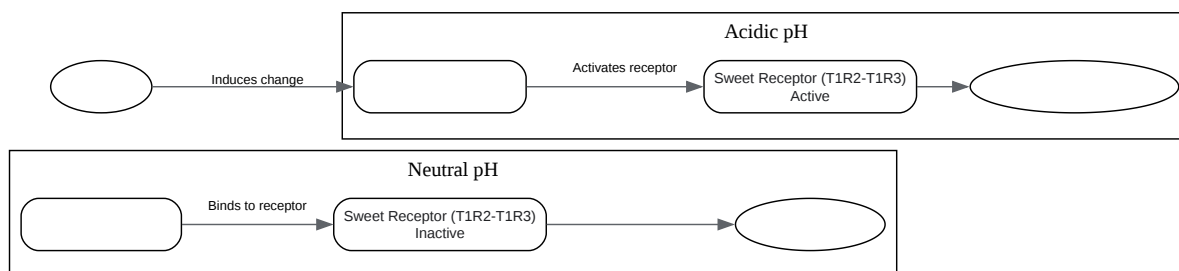 Acidic pH
Induces change
Activates receptor
Sweet Receptor (T1R2-T1R3)
Active
Neutral pH
Binds to receptor
Sweet Receptor (T1R2-T1R3)
Inactive